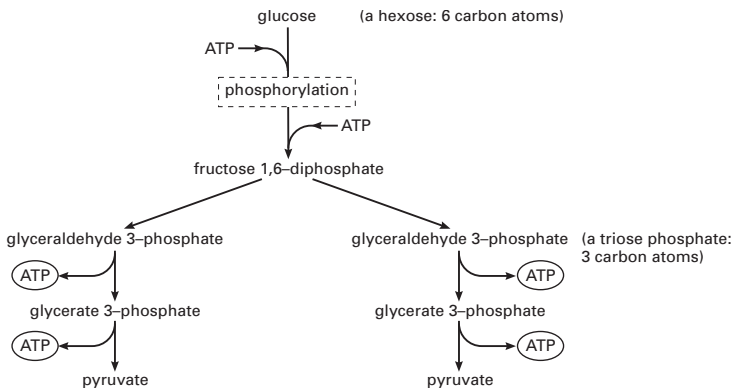 glucose (a hexose: 6 carbon atoms)
ATP
phosphorylation
ATP
fructose 1,6–diphosphate
glyceraldehyde 3–phosphate
glyceraldehyde 3–phosphate (a triose phosphate:
3 carbon atoms)
ATP
ATP
glycerate 3–phosphate
glycerate 3–phosphate
ATP
ATP
pyruvate
pyruvate